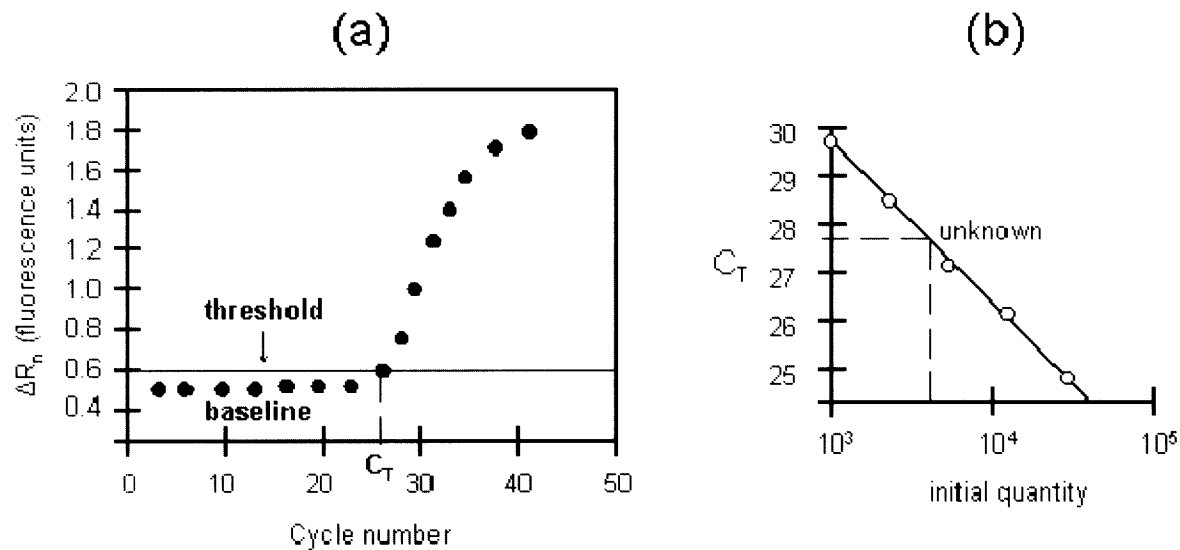 (a)
ΔRn (fluorescence units)
2.0
1.8
1.6
1.4
1.2
1.0
0.8
0.6
0.4
threshold
baseline
CT
0 10 20 30 40 50
Cycle number
(b)
CT
30
29
28
27
26
25
unknown
10³ 10⁴ 10⁵
initial quantity